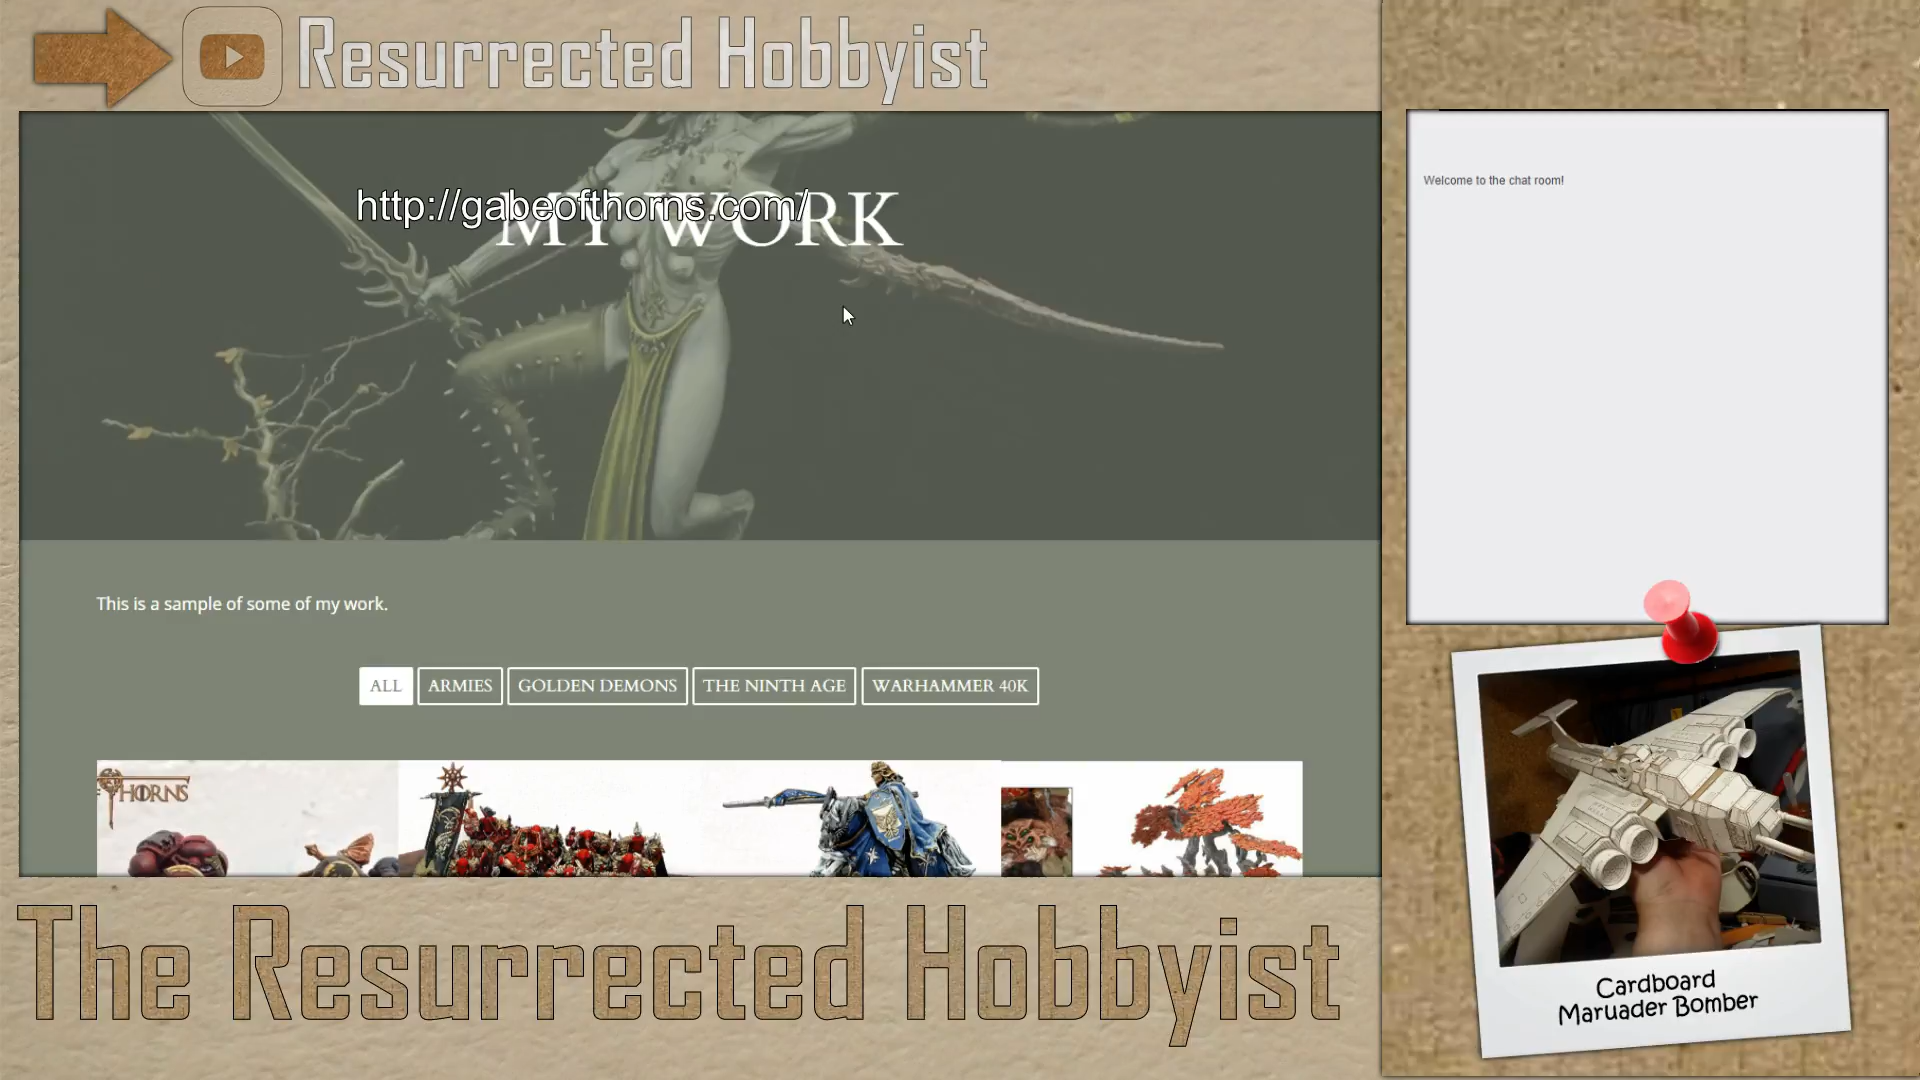 Resurrected Hobbyist
http://gabeofthorns.com/
MY WORK
Welcome to the chat room!
This is a sample of some of my work.
ALL
ARMIES
GOLDEN DEMONS
THE NINTH AGE
WARHAMMER 40K
THORNS
The Resurrected Hobbyist
Cardboard
Maruader Bomber